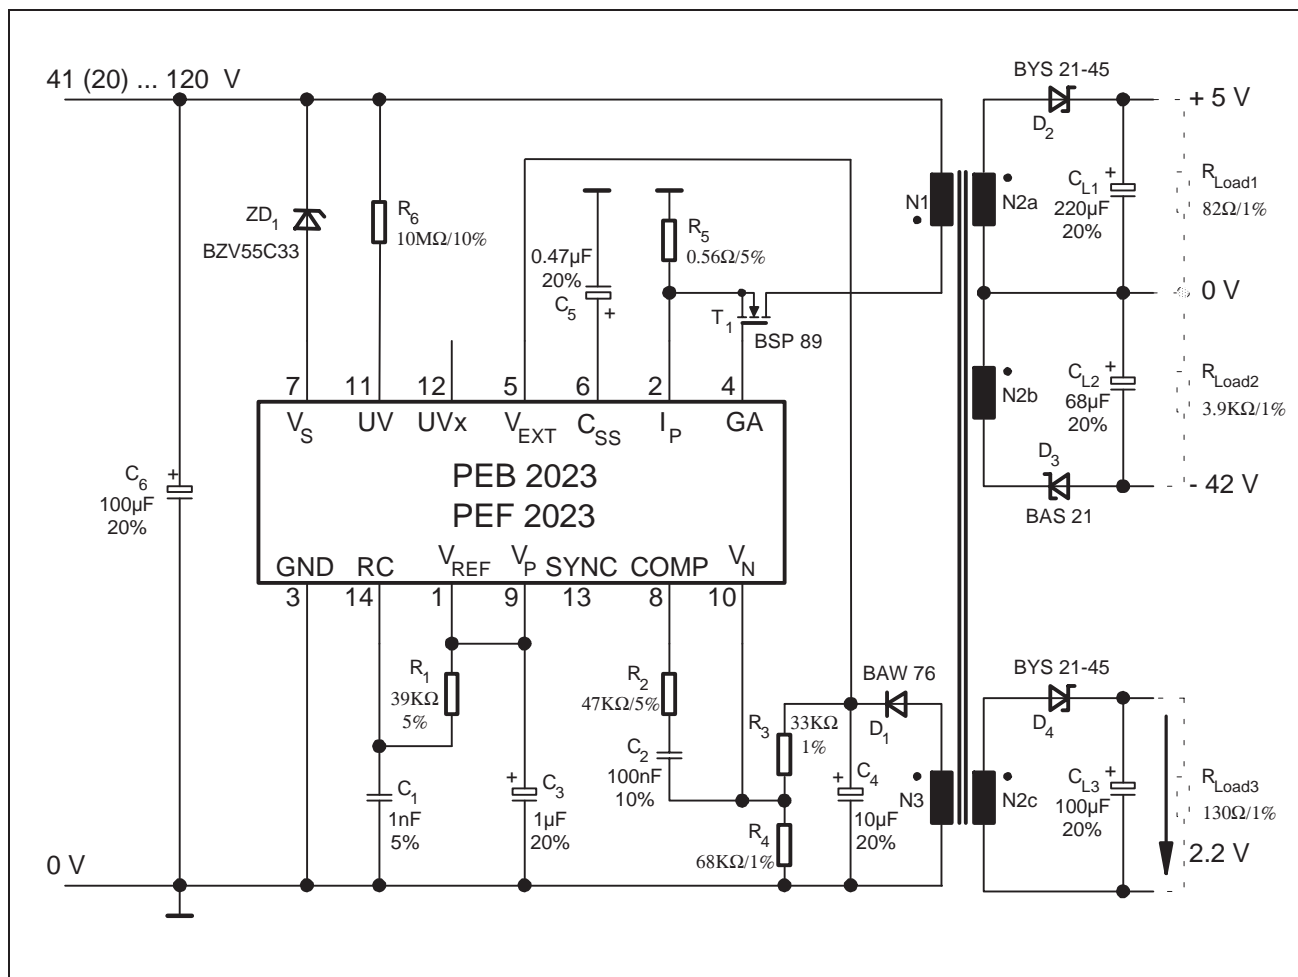 41 (20) ... 120 V
BYS 21-45
D2
+ 5 V
ZD1
BZV55C33
R6
10MΩ/10%
0.47µF
20%
C5
+
R5
0.56Ω/5%
T1
BSP 89
N1
N2a
CL1
+
220µF
20%
RLoad1
82Ω/1%
0 V
N2b
CL2
+
68µF
20%
RLoad2
3.9KΩ/1%
D3
BAS 21
- 42 V
7
11
12
5
6
2
4
VS
UV
UVx
VEXT
CSS
IP
GA
PEB 2023
PEF 2023
C6
+
100µF
20%
GND
RC
VREF
VP
SYNC
COMP
VN
3
14
1
9
13
8
10
R1
39KΩ
5%
R2
47KΩ/5%
C2
100nF
10%
R3
33KΩ
1%
BAW 76
D1
BYS 21-45
D4
C1
1nF
5%
+
C3
1µF
20%
R4
68KΩ/1%
C4
+
10µF
20%
N3
N2c
CL3
+
100µF
20%
RLoad3
130Ω/1%
2.2 V
0 V